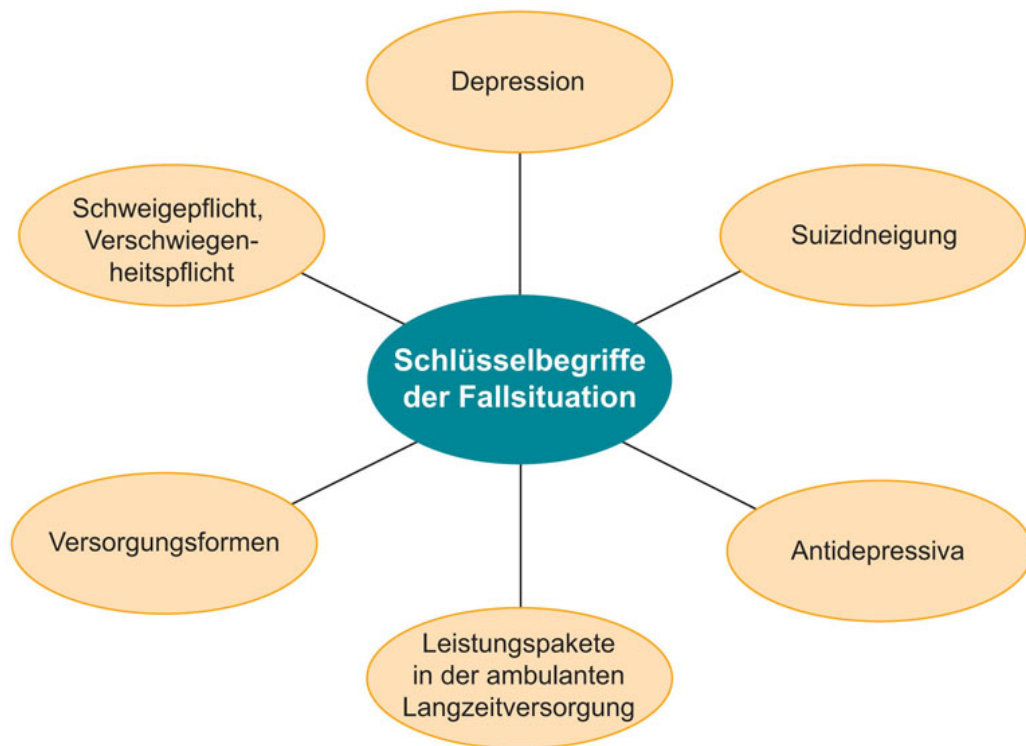 Depression
Schweigepflicht,
Verschwiegen-
heitspflicht
Suizidneigung
Schlüsselbegriffe
der Fallsituation
Versorgungsformen
Antidepressiva
Leistungspakete
in der ambulanten
Langzeitversorgung